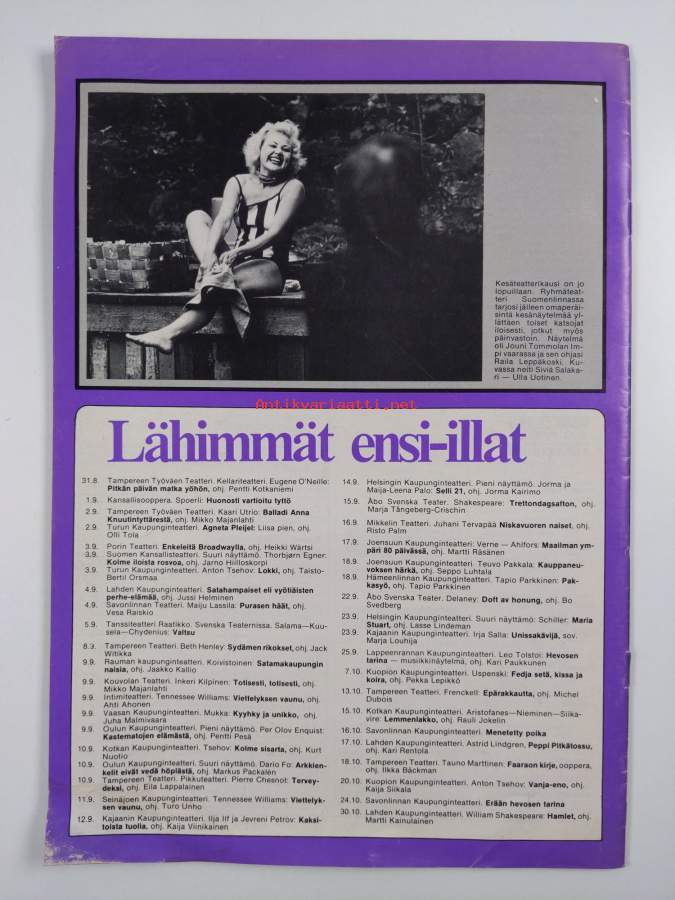 Kesäteatterikausi on jo
lopuillaan. Ryhmäteat-
teri Suomenlinnassa
tarjosi jälleen omaperäi-
sintä kesänäytelmää yl-
lättäen toiset katsojat
iloisesti, jotkut myös
päinvastoin. Näytelmä
oli Jouni Tommolan Im-
pi vaarassa ja sen ohjasi
Raila Leppäkoski. Ku-
vassa neiti Siviä Salaka-
ri — Ulla Uotinen.
Antikvariaatti.net
Lähimmät ensi-illat
31.8. Tampereen Työväen Teatteri. Kellariteatteri. Eugene O'Neille:
Pitkän päivän matka yöhön, ohj. Pentti Kotkaniemi
1.9. Kansallisooppera. Spoerli: Huonosti vartioitu tyttö
2.9. Tampereen Työväen Teatteri. Kaari Utrio: Balladi Anna
Knuutintyttärestä, ohj. Mikko Majanlahti
2.9. Turun Kaupunginteatteri. Agneta Pleijel: Liisa pien, ohj.
Olli Tola
3.9. Porin Teatteri. Enkeleitä Broadwaylla, ohj. Heikki Wärtsi
3.9. Suomen Kansallisteatteri. Suuri näyttämö. Thorbjørn Egner:
Kolme iloista rosvoa, ohj. Jarno Hiilloskorpi
3.9. Turun Kaupunginteatteri. Anton Tsehov: Lokki, ohj. Taisto-
Bertil Orsmaa
4.9. Lahden Kaupunginteatteri. Satahampaiset eli vyötiäisten
perhe-elämää, ohj. Jussi Helminen
4.9. Savonlinnan Teatteri. Maiju Lassila: Purasen häät, ohj.
Vesa Raiskio
5.9. Tanssiteatteri Raatikko. Svenska Teaternissa. Salama—Kuu-
sela—Chydenius: Valtsu
8.9. Tampereen Teatteri. Beth Henley: Sydämen rikokset, ohj. Jack
Witikka
9.9. Rauman kaupunginteatteri. Koivistoinen: Satamakaupungin
naisia, ohj. Jaakko Kallio
9.9. Kouvolan Teatteri. Inkeri Kilpinen: Totisesti, totisesti, ohj.
Mikko Majanlahti
9.9. Intimiteatteri. Tennessee Williams: Viettelyksen vaunu, ohj.
Ahti Ahonen
9.9. Vaasan Kaupunginteatteri. Mukka: Kyyhky ja unikko, ohj.
Juha Malmivaara
9.9. Oulun Kaupunginteatteri. Pieni näyttämö. Per Olov Enquist:
Kastematojen elämästä, ohj. Pentti Pesä
10.9. Kotkan Kaupunginteatteri. Tsehov: Kolme sisarta, ohj. Kurt
Nuotio
10.9. Oulun Kaupunginteatteri. Suuri näyttämö. Dario Fo: Arkkien-
kelit eivät vedä höplästä, ohj. Markus Packalén
10.9. Tampereen Teatteri. Pikkuteatteri. Pierre Chesnot: Tervey-
deksi, ohj. Eila Lappalainen
11.9. Seinäjoen Kaupunginteatteri. Tennessee Williams: Viettelyk-
sen vaunu, ohj. Turo Unho
12.9. Kajaanin Kaupunginteatteri. Ilja Ilf ja Jevreni Petrov: Kaksi-
toista tuolia, ohj. Kaija Viinikainen
14.9. Helsingin Kaupunginteatteri. Pieni näyttämö. Jorma ja
Maija-Leena Palo: Selli 21, ohj. Jorma Kairimo
15.9. Åbo Svenska Teater. Shakespeare: Trettondagsafton, ohj.
Marja Tångeberg-Crischin
16.9. Mikkelin Teatteri. Juhani Tervapää Niskavuoren naiset, ohj.
Risto Palm
17.9. Joensuun Kaupunginteatteri: Verne — Ahlfors: Maailman ym-
päri 80 päivässä, ohj. Martti Räsänen
18.9. Joensuun Kaupunginteatteri. Teuvo Pakkala: Kauppaneu-
voksen härkä, ohj. Seppo Luhtala
18.9. Hämeenlinnan Kaupunginteatteri. Tapio Parkkinen: Pak-
kasyö, ohj. Tapio Parkkinen
22.9. Åbo Svenska Teater. Delaney: Doft av honung, ohj. Bo
Svedberg
23.9. Helsingin Kaupunginteatteri. Suuri näyttämö: Schiller: Maria
Stuart, ohj. Lasse Lindeman
23.9. Kajaanin Kaupunginteatteri. Irja Salla: Unissakävijä, sov.
Marja Louhija
25.9. Lappeenrannan Kaupunginteatteri. Leo Tolstoi: Hevosen
tarina — musiikkinäytelmä, ohj. Kari Paukkunen
7.10. Kuopion Kaupunginteatteri. Uspenski: Fedja setä, kissa ja
koira, ohj. Pekka Lepikkö
13.10. Tampereen Teatteri. Frenckell: Epärakkautta, ohj. Michel
Dubois
15.10. Kotkan Kaupunginteatteri. Aristofanes—Nieminen—Siika-
vire: Lemmenlakko, ohj. Rauli Jokelin
16.10. Savonlinnan Kaupunginteatteri. Menetetty poika
17.10. Lahden Kaupunginteatteri. Astrid Lindgren, Peppi Pitkätossu,
ohj. Kari Rentola
18.10. Tampereen Teatteri. Tauno Marttinen: Faaraon kirje, ooppera,
ohj. Ilkka Bäckman
20.10. Kuopion Kaupunginteatteri. Anton Tsehov: Vanja-eno, ohj.
Kaija Siikala
24.10. Savonlinnan Kaupunginteatteri. Erään hevosen tarina
30.10. Lahden Kaupunginteatteri. William Shakespeare: Hamlet, ohj.
Martti Kainulainen